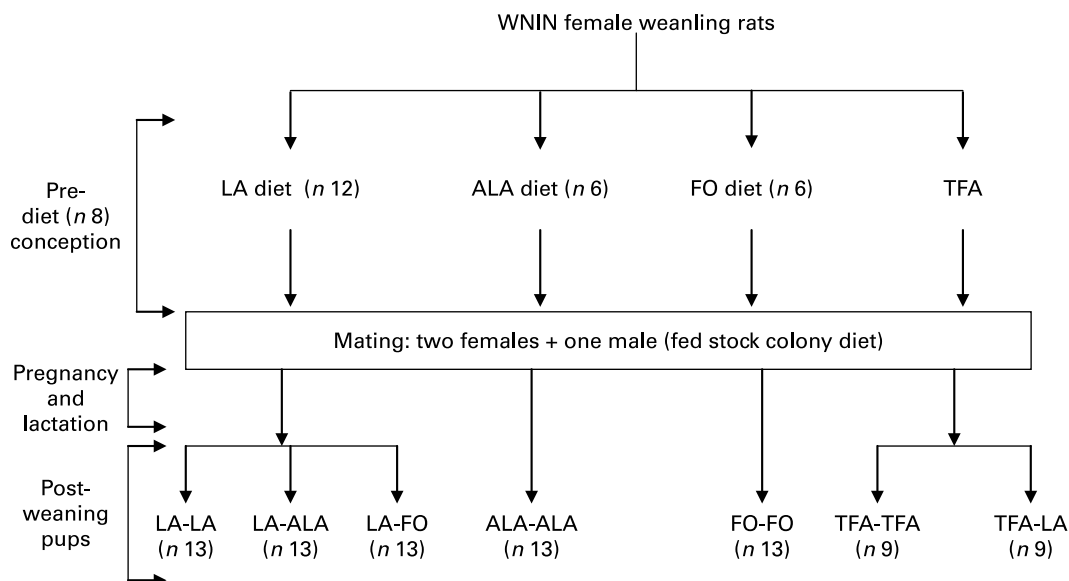 WNIN female weanling rats
LA diet (n 12)
ALA diet (n 6)
FO diet (n 6)
TFA
Pre-
diet (n 8)
conception
Mating: two females + one male (fed stock colony diet)
Pregnancy
and
lactation
Post-
weaning
pups
LA-LA
(n 13)
LA-ALA
(n 13)
LA-FO
(n 13)
ALA-ALA
(n 13)
FO-FO
(n 13)
TFA-TFA
(n 9)
TFA-LA
(n 9)